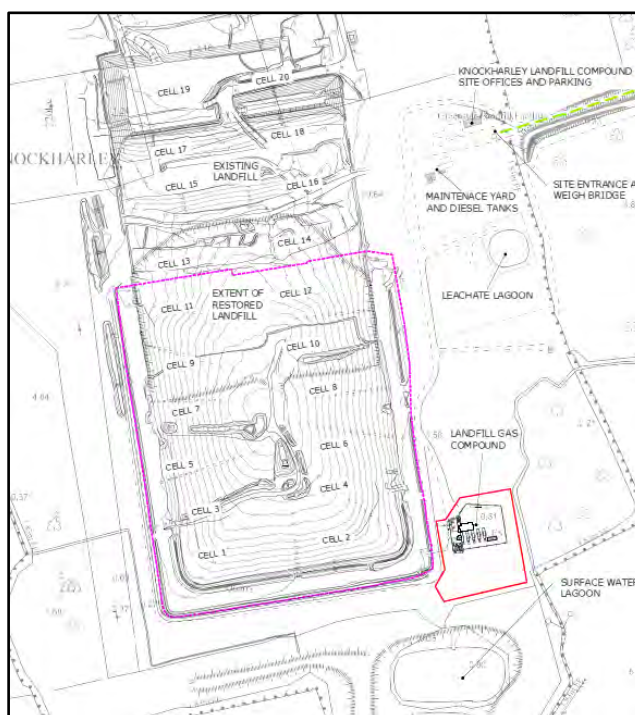 CELL 20
CELL 19
KNOCKHARLEY LANDFILL COMPOUND
SITE OFFICES AND PARKING
CELL 18
CELL 17
NOCKHARLEY
EXISTING
LANDFILL
CELL 15
CELL 16
SITE ENTRANCE A
WEIGH BRIDGE
MAINTENACE YARD
AND DIESEL TANKS
CELL 14
CELL 13
EXTENT OF
RESTORED
LANDFILL
CELL 12
CELL 11
LEACHATE LAGOON
CELL 10
CELL 9
CELL 8
CELL 7
LANDFILL GAS
COMPOUND
CELL 6
CELL 5
CELL 4
CELL 3
CELL 2
CELL 1
SURFACE WATER
LAGOON